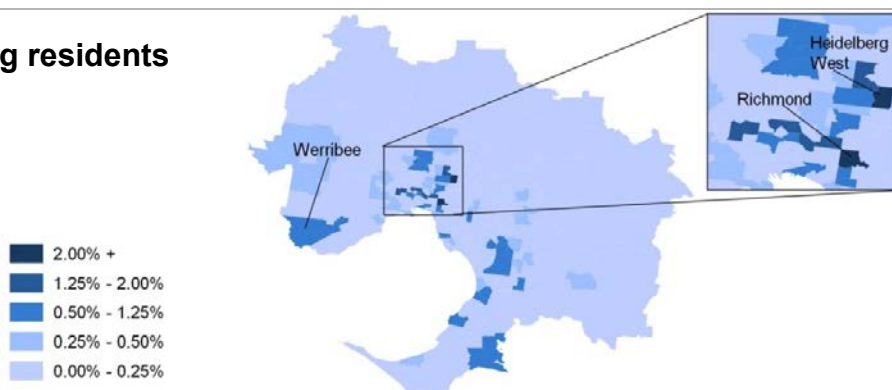 g residents
Heidelberg
West
Richmond
Werribee
2.00% +
1.25% - 2.00%
0.50% - 1.25%
0.25% - 0.50%
0.00% - 0.25%